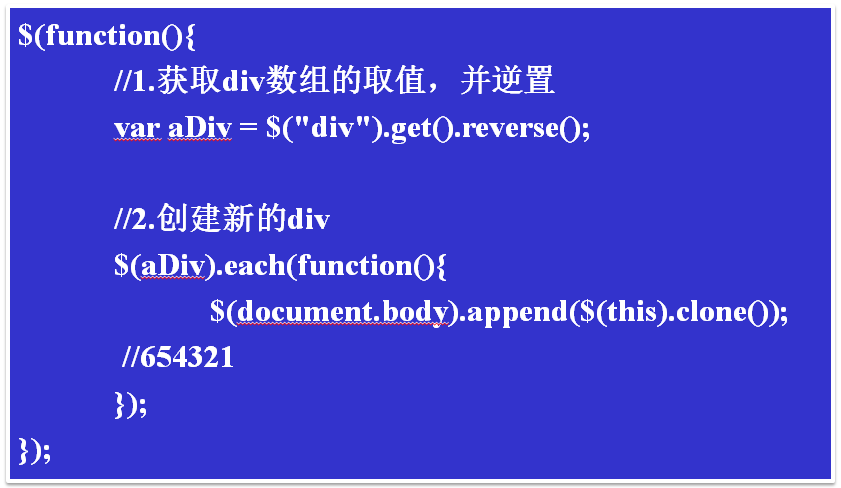 $(function(){
//1.获取div数组的取值，并逆置
var aDiv = $("div").get().reverse();
//2.创建新的div
$(aDiv).each(function(){
$(document.body).append($(this).clone());
//654321
});
});